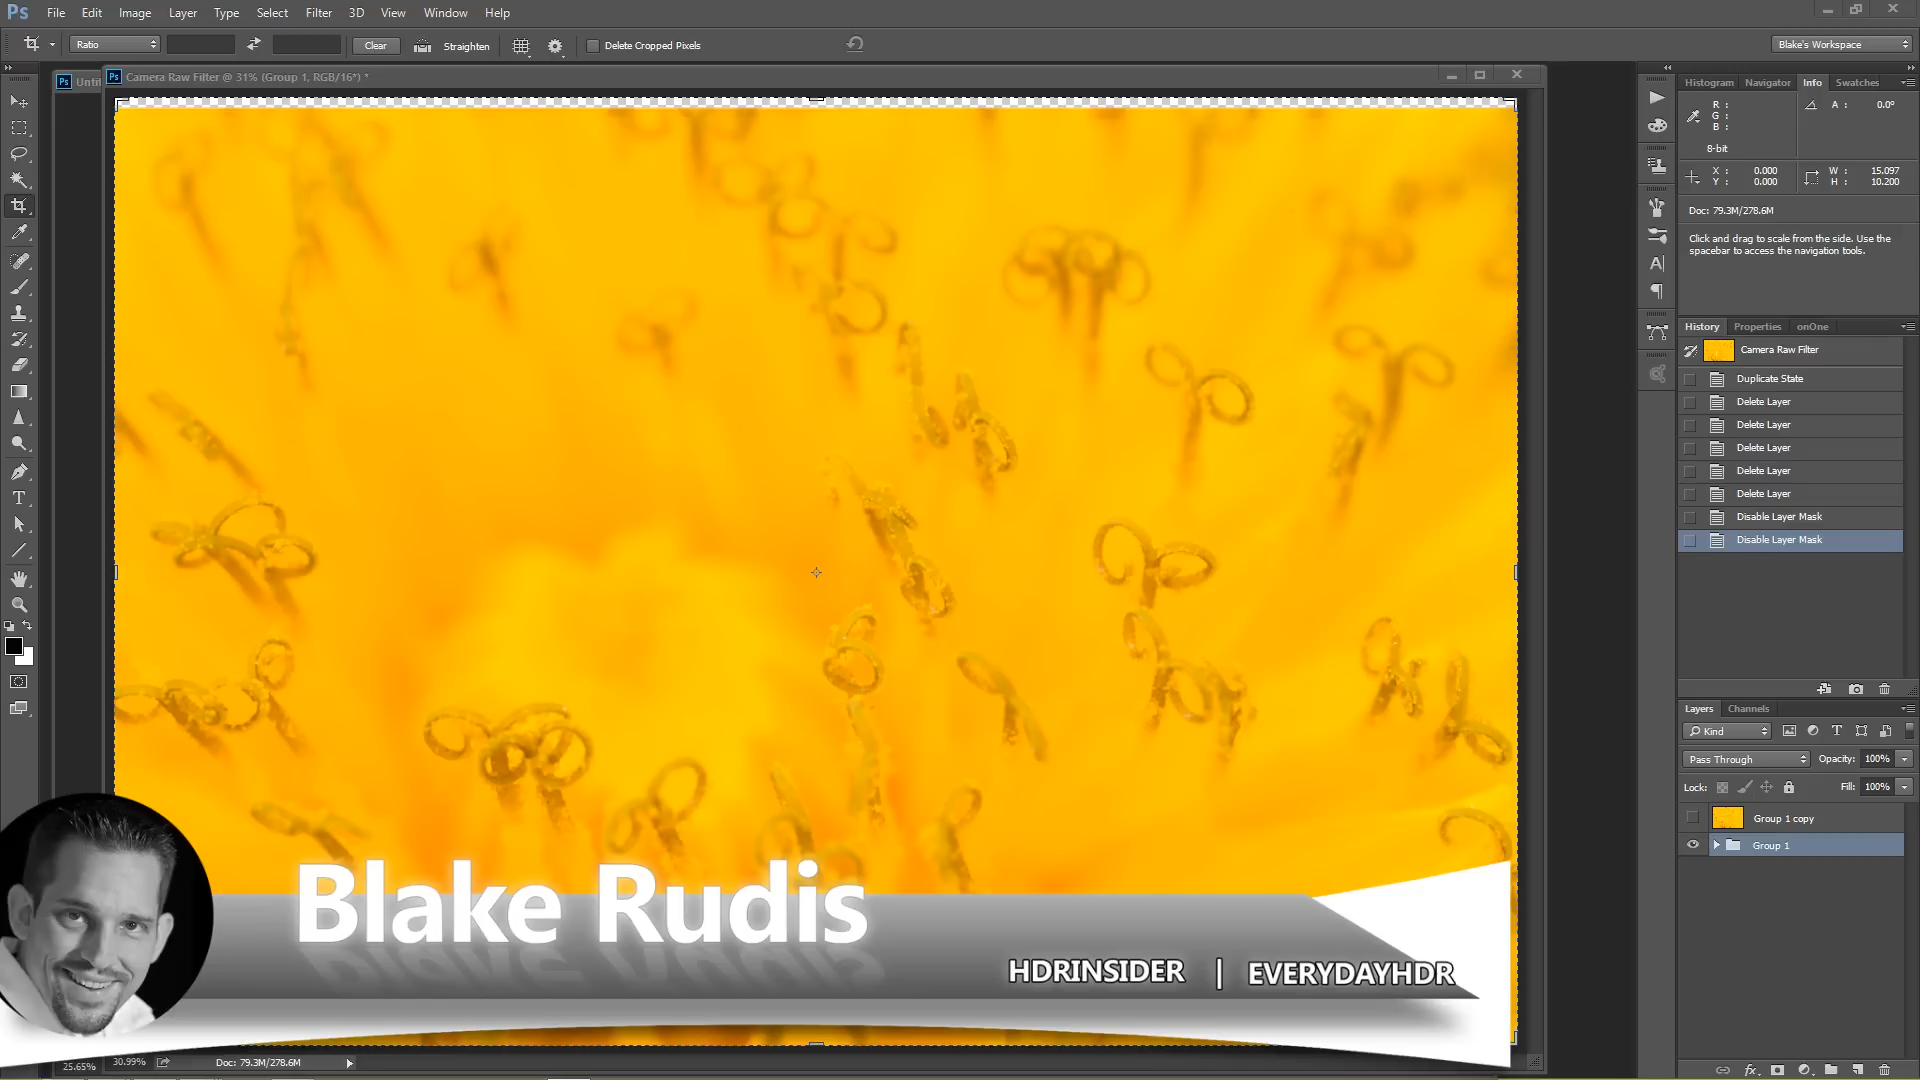 Ps File Edit Image Layer Type Select Filter 3D View Window Help
Ratio Clear Straighten Delete Cropped Pixels Blake's Workspace
Ps Untit
Ps Camera Raw Filter @ 31% (Group 1, RGB/16*) *
Histogram Navigator Info Swatches
R :
G :
B :
A : 0.0°
8-bit
X : 0.000
Y : 0.000
W : 15.097
H : 10.200
Doc: 79.3M/278.6M
Click and drag to scale from the side. Use the
spacebar to access the navigation tools.
History Properties onOne
Camera Raw Filter
Duplicate State
Delete Layer
Delete Layer
Delete Layer
Delete Layer
Delete Layer
Disable Layer Mask
Disable Layer Mask
Layers Channels
Kind
Pass Through Opacity: 100%
Lock: Fill: 100%
Group 1 copy
Group 1
Blake Rudis
HDRINSIDER | EVERYDAYHDR
25.65%
30.99% Doc: 79.3M/278.6M